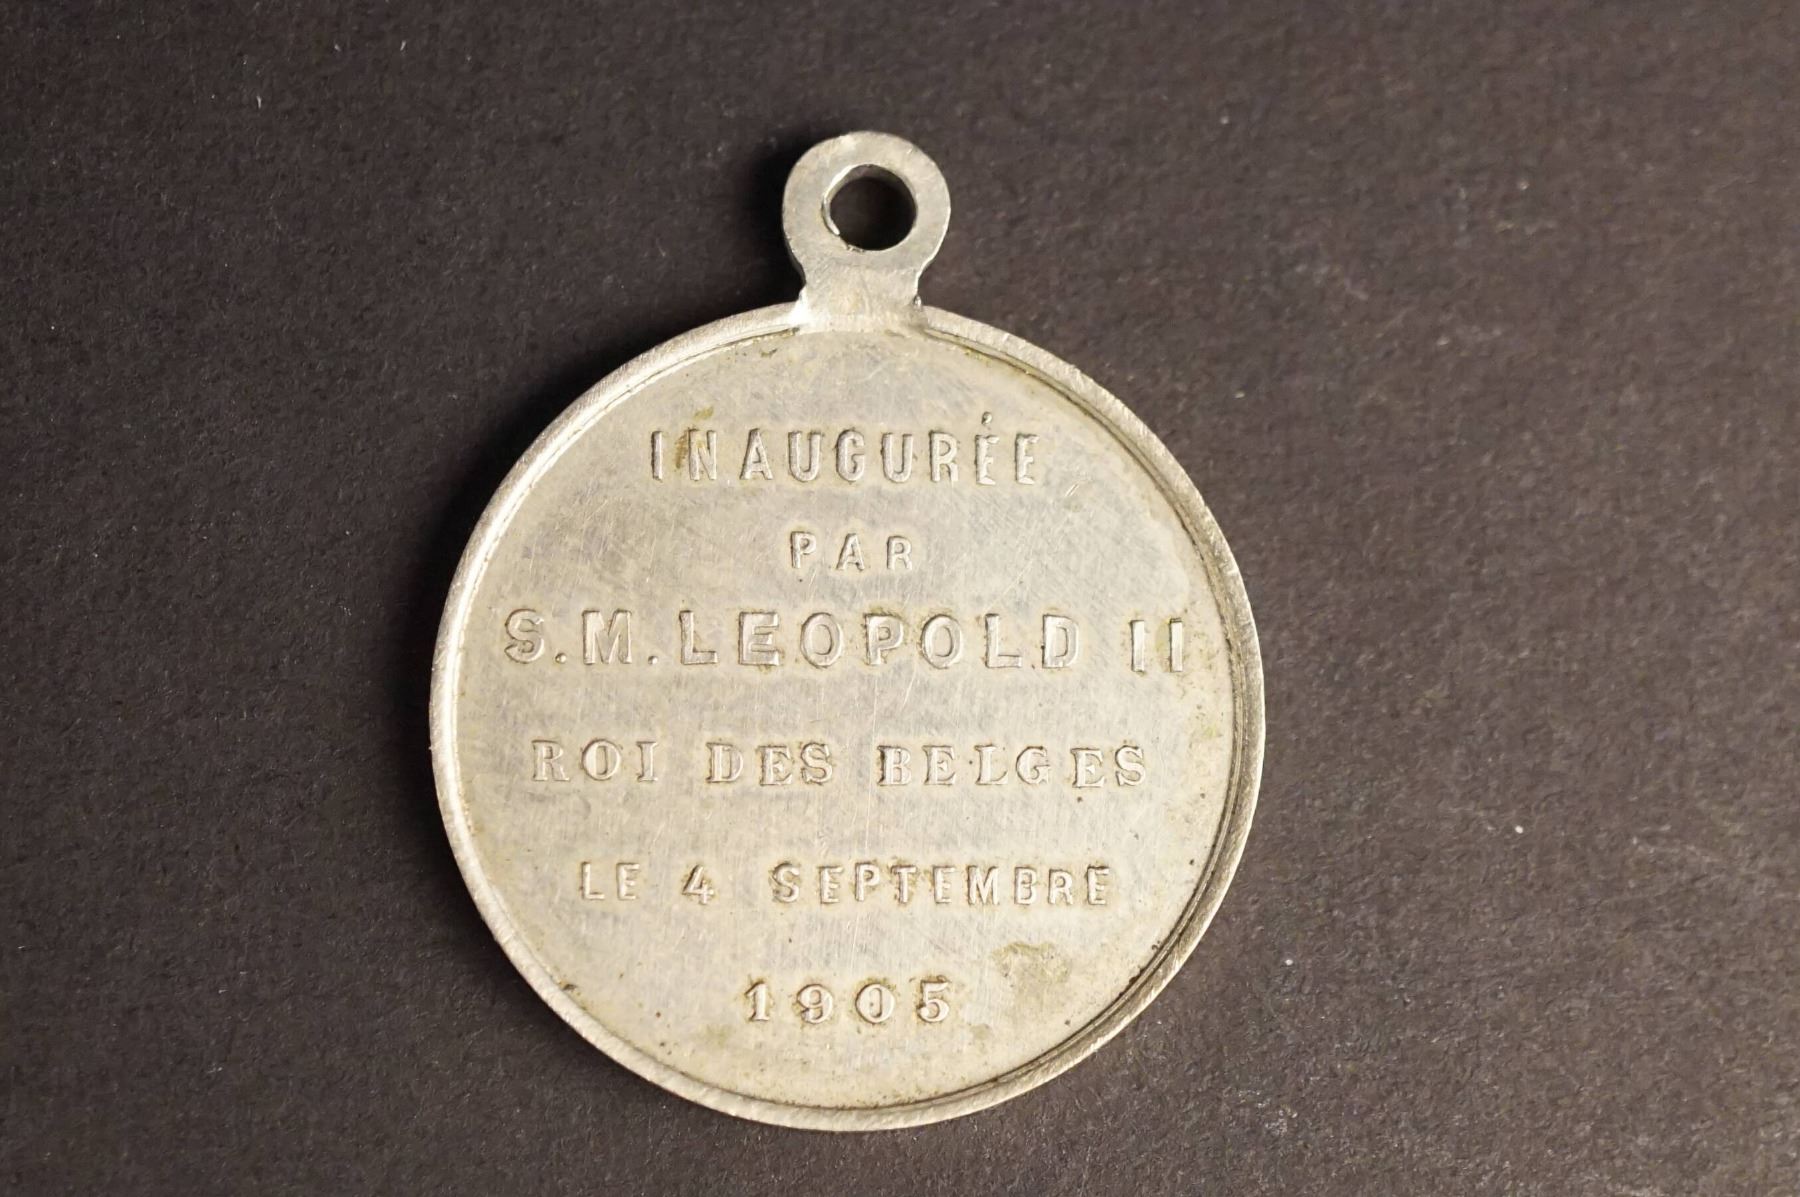 INAUGURÉE
PAR
S.M. LEOPOLD II
ROI DES BELGES
LE 4 SEPTEMBRE
1905